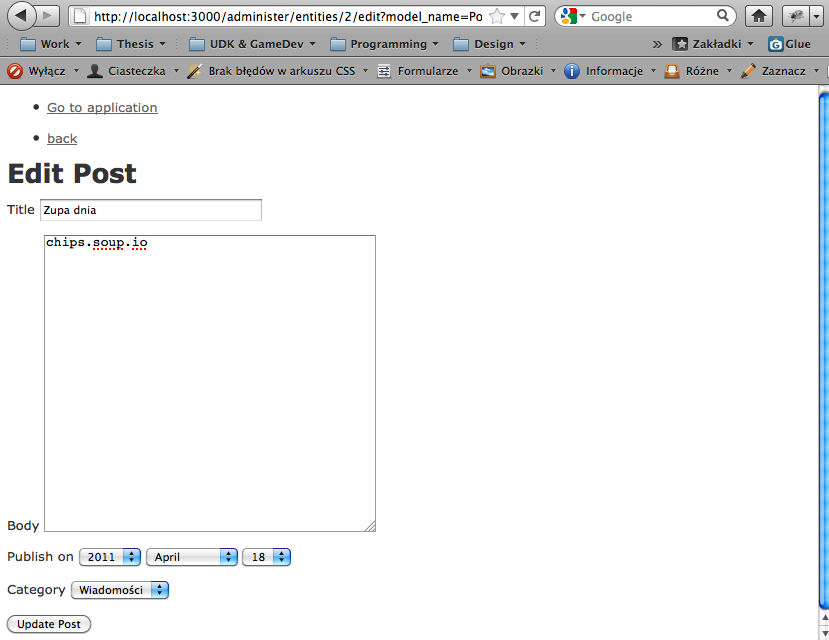 http://localhost:3000/administer/entities/2/edit?model_name=Po
Google
Work
Thesis
UDK & GameDev
Programming
Design
»
Zakładki
Glue
Wyłącz
Ciasteczka
Brak błędów w arkuszu CSS
Formularze
Obrazki
Informacje
Różne
Zaznacz
Go to application
back
Edit Post
Title Zupa dnia
chips.soup.io
Body
Publish on 2011 April 18
Category Wiadomości
Update Post